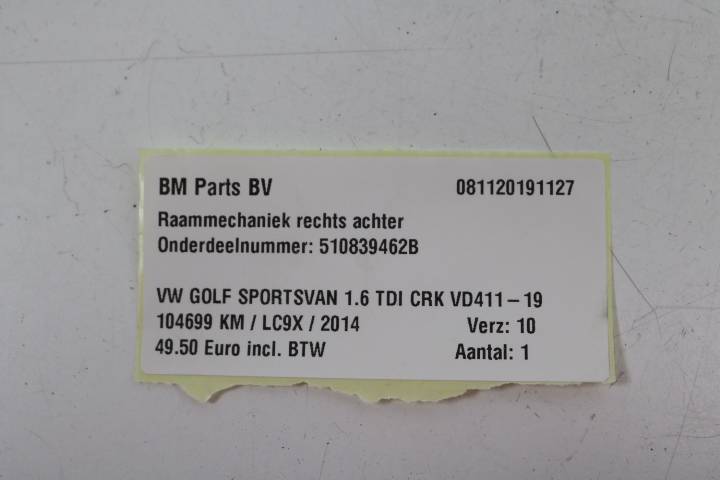 BM Parts BV 081120191127
Raammechaniek rechts achter
Onderdeelnummer: 510839462B
VW GOLF SPORTSVAN 1.6 TDI CRK VD411-19
104699 KM / LC9X / 2014 Verz: 10
49.50 Euro incl. BTW Aantal: 1